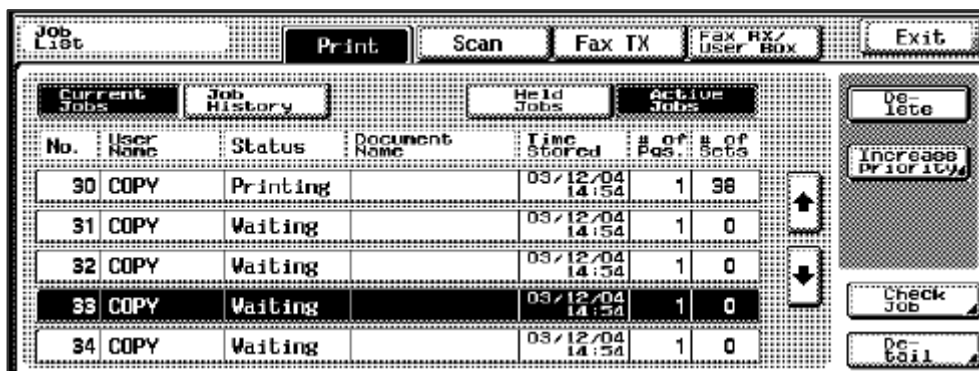 Job List
Print
Scan
Fax TX
Fax RX/
User Box
Exit
Current
Jobs
Job
History
Held
Jobs
Active
Jobs
De-
lete
No. User Name Status Document Name Time Stored # of Pgs. # of Sets
Increase
Priority
30 COPY Printing 03/12/04 14:54 1 38
31 COPY Waiting 03/12/04 14:54 1 0
32 COPY Waiting 03/12/04 14:54 1 0
33 COPY Waiting 03/12/04 14:54 1 0
Check
Job
34 COPY Waiting 03/12/04 14:54 1 0
De-
tail